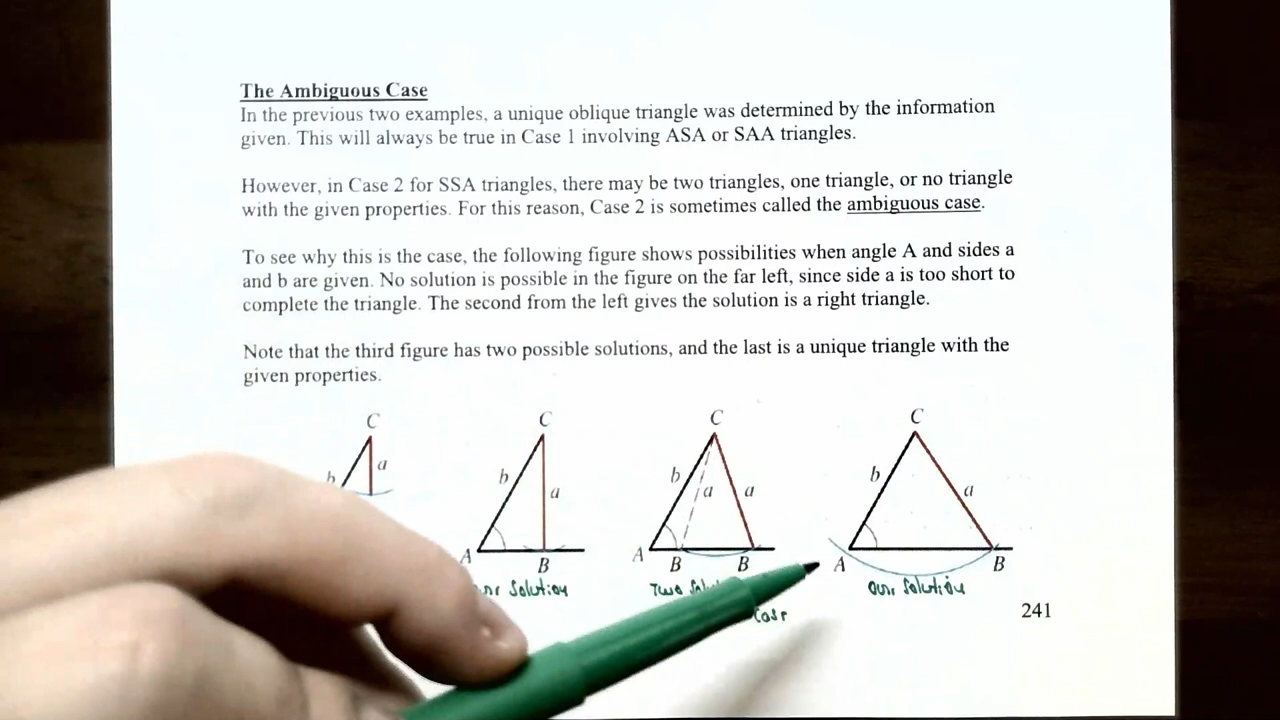 The Ambiguous Case
In the previous two examples, a unique oblique triangle was determined by the information
given. This will always be true in Case 1 involving ASA or SAA triangles.
However, in Case 2 for SSA triangles, there may be two triangles, one triangle, or no triangle
with the given properties. For this reason, Case 2 is sometimes called the ambiguous case.
To see why this is the case, the following figure shows possibilities when angle A and sides a
and b are given. No solution is possible in the figure on the far left, since side a is too short to
complete the triangle. The second from the left gives the solution is a right triangle.
Note that the third figure has two possible solutions, and the last is a unique triangle with the
given properties.
C C C C
b a b a b a a b a
A B A B B A B
Solution Two One Solution
Case
241